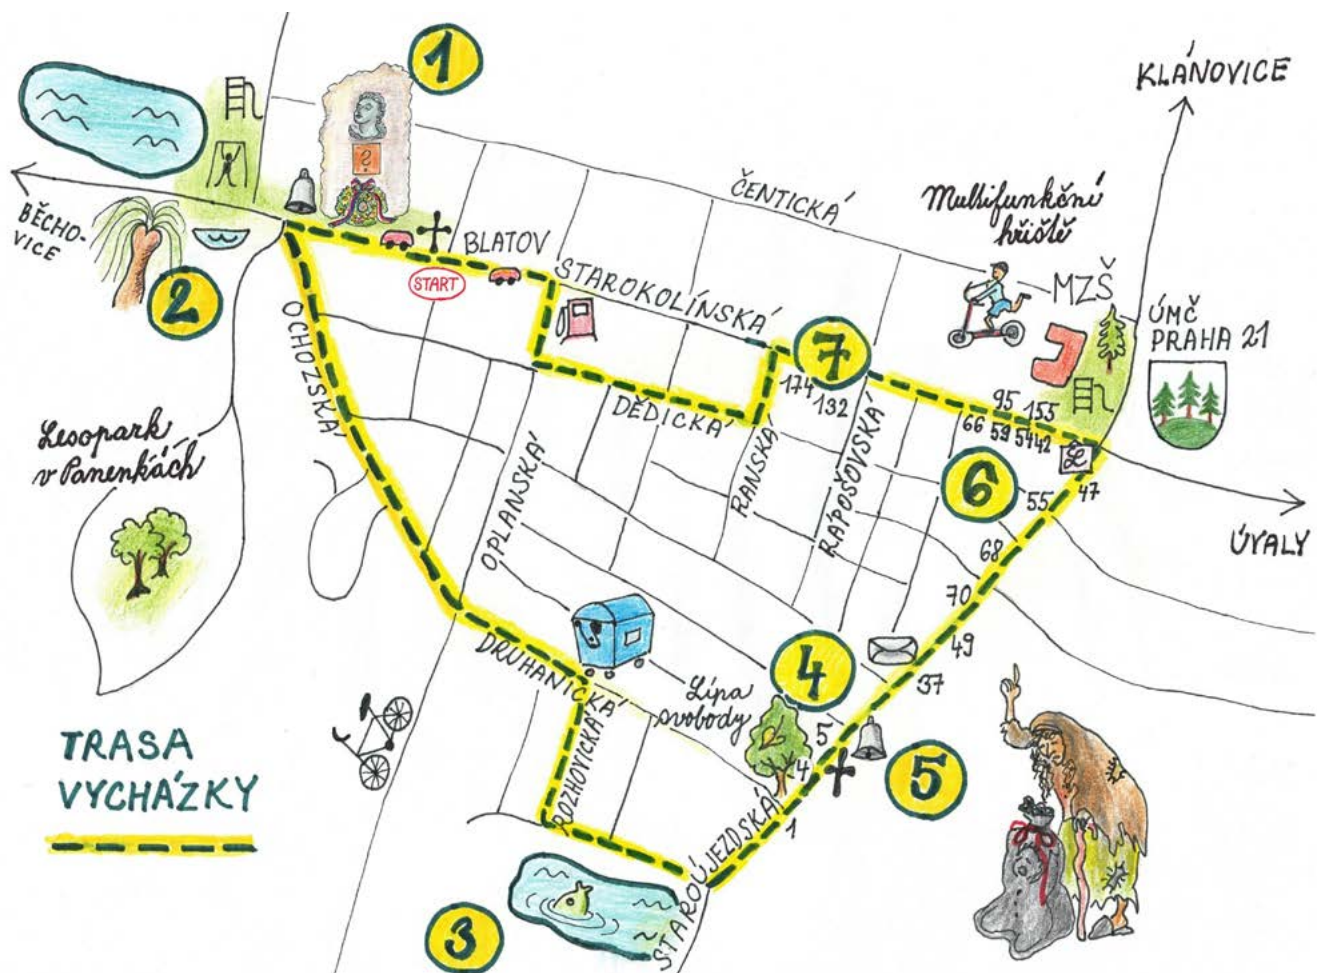 1
KLÁNOVICE
ČENTICKÁ
Multifunkční
hřiště
BĚCHO-
VICE
2
?
BLATOV
START
STAROKOLÍNSKÁ
MZŠ
ÚMČ
PRAHA 21
7
174
132
95 153
66 59 54 42
L
47
OCHOZSKÁ
DĚDICKÁ
RANSKÁ
RÁPOŠOVSKÁ
6
55
ÚVALY
Lesopark
v Panenkách
OPLANSKÁ
68
70
49
37
4
DRUHANICKÁ
Lípa
svobody
5
4
5
1
ROZHOVICKÁ
STAROÚJEZDSKÁ
3
TRASA
VYCHÁZKY